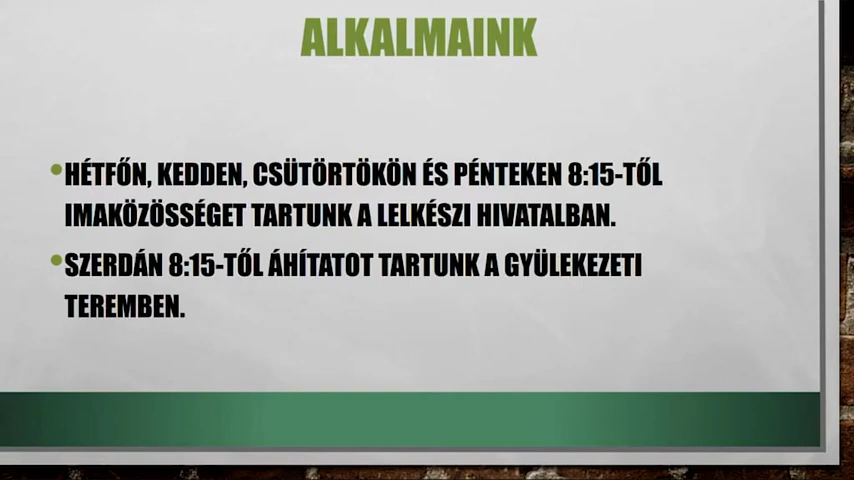 ALKALMAINK
•HÉTFŐN, KEDDEN, CSÜTÖRTÖKÖN ÉS PÉNTEKEN 8:15-TŐL
IMAKÖZÖSSÉGET TARTUNK A LELKÉSZI HIVATALBAN.
•SZERDÁN 8:15-TŐL ÁHÍTATOT TARTUNK A GYÜLEKEZETI
TEREMBEN.